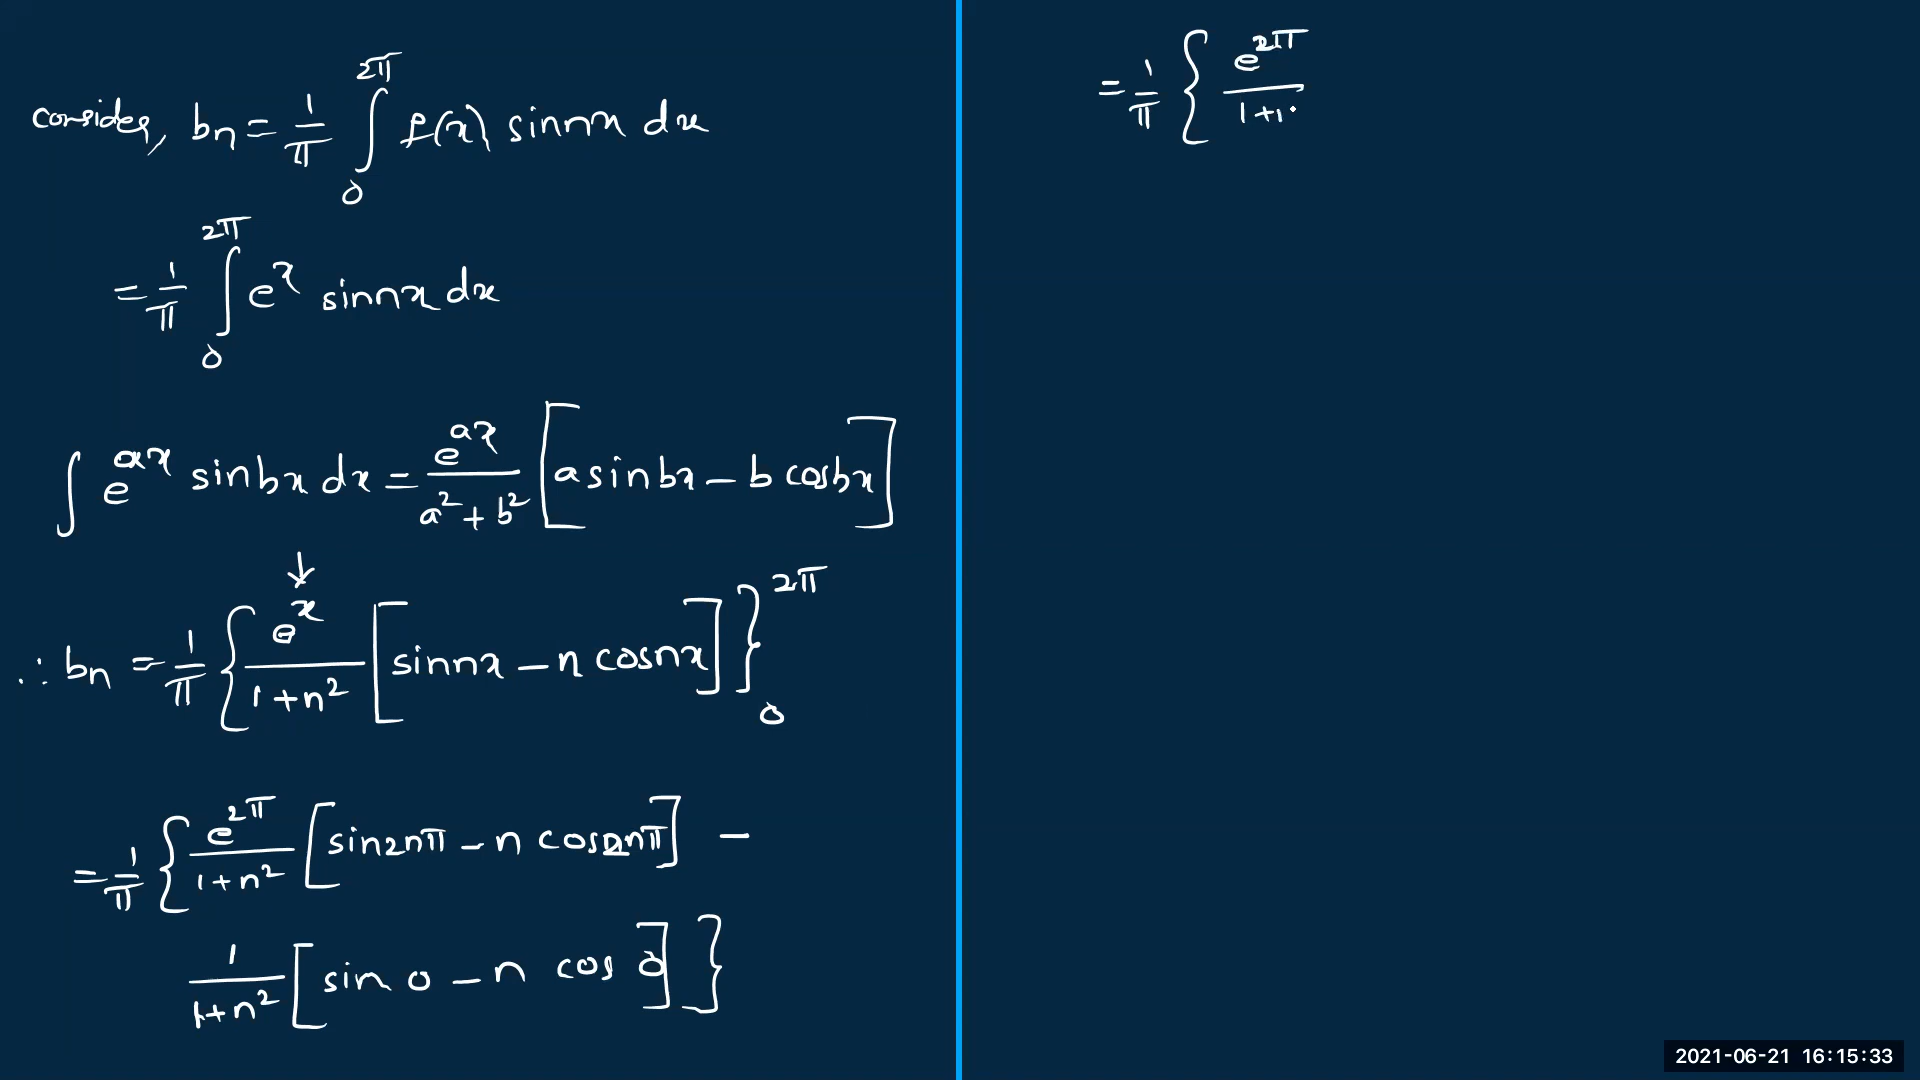 consider, bn = 1/π ∫₀^2π f(x) sinnx dx
= 1/π ∫₀^2π e^x sinnx dx
∫ e^ax sinbx dx = e^ax/(a²+b²) [a sinbx – b cosbx]
↓
∴ bn = 1/π { e^x/(1+n²) [sinnx – n cosnx] }₀^2π
= 1/π { e^2π/(1+n²) [sin2nπ – n cos2nπ] –
1/(1+n²) [sin 0 – n cos 0] }
= 1/π { e^2π/(1+
2021-06-21 16:15:33